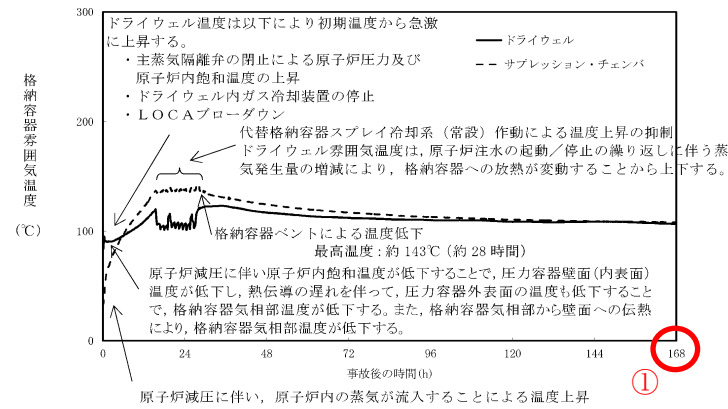 300
ドライウェル温度は以下により初期温度から急激
に上昇する。
・主蒸気隔離弁の閉止による原子炉圧力及び
原子炉内飽和温度の上昇
・ドライウェル内ガス冷却装置の停止
・LOCAブローダウン
ドライウェル
サプレッション・チェンバ
代替格納容器スプレイ冷却系（常設）作動による温度上昇の抑制
ドライウェル雰囲気温度は，原子炉注水の起動／停止の繰り返しに伴う蒸
気発生量の増減により，格納容器への放熱が変動することから上下する。
格納容器雰囲気温度
(℃)
200
100
0
格納容器ベントによる温度低下
最高温度：約 143℃（約 28 時間）
原子炉減圧に伴い原子炉内飽和温度が低下することで，圧力容器壁面（内表面）
温度が低下し，熱伝導の遅れを伴って，圧力容器外表面の温度も低下すること
で，格納容器気相部温度が低下する。また，格納容器気相部から壁面への伝熱
により，格納容器気相部温度が低下する。
0 24 48 72 96 120 144 168
事故後の時間(h)
①
原子炉減圧に伴い，原子炉内の蒸気が流入することによる温度上昇